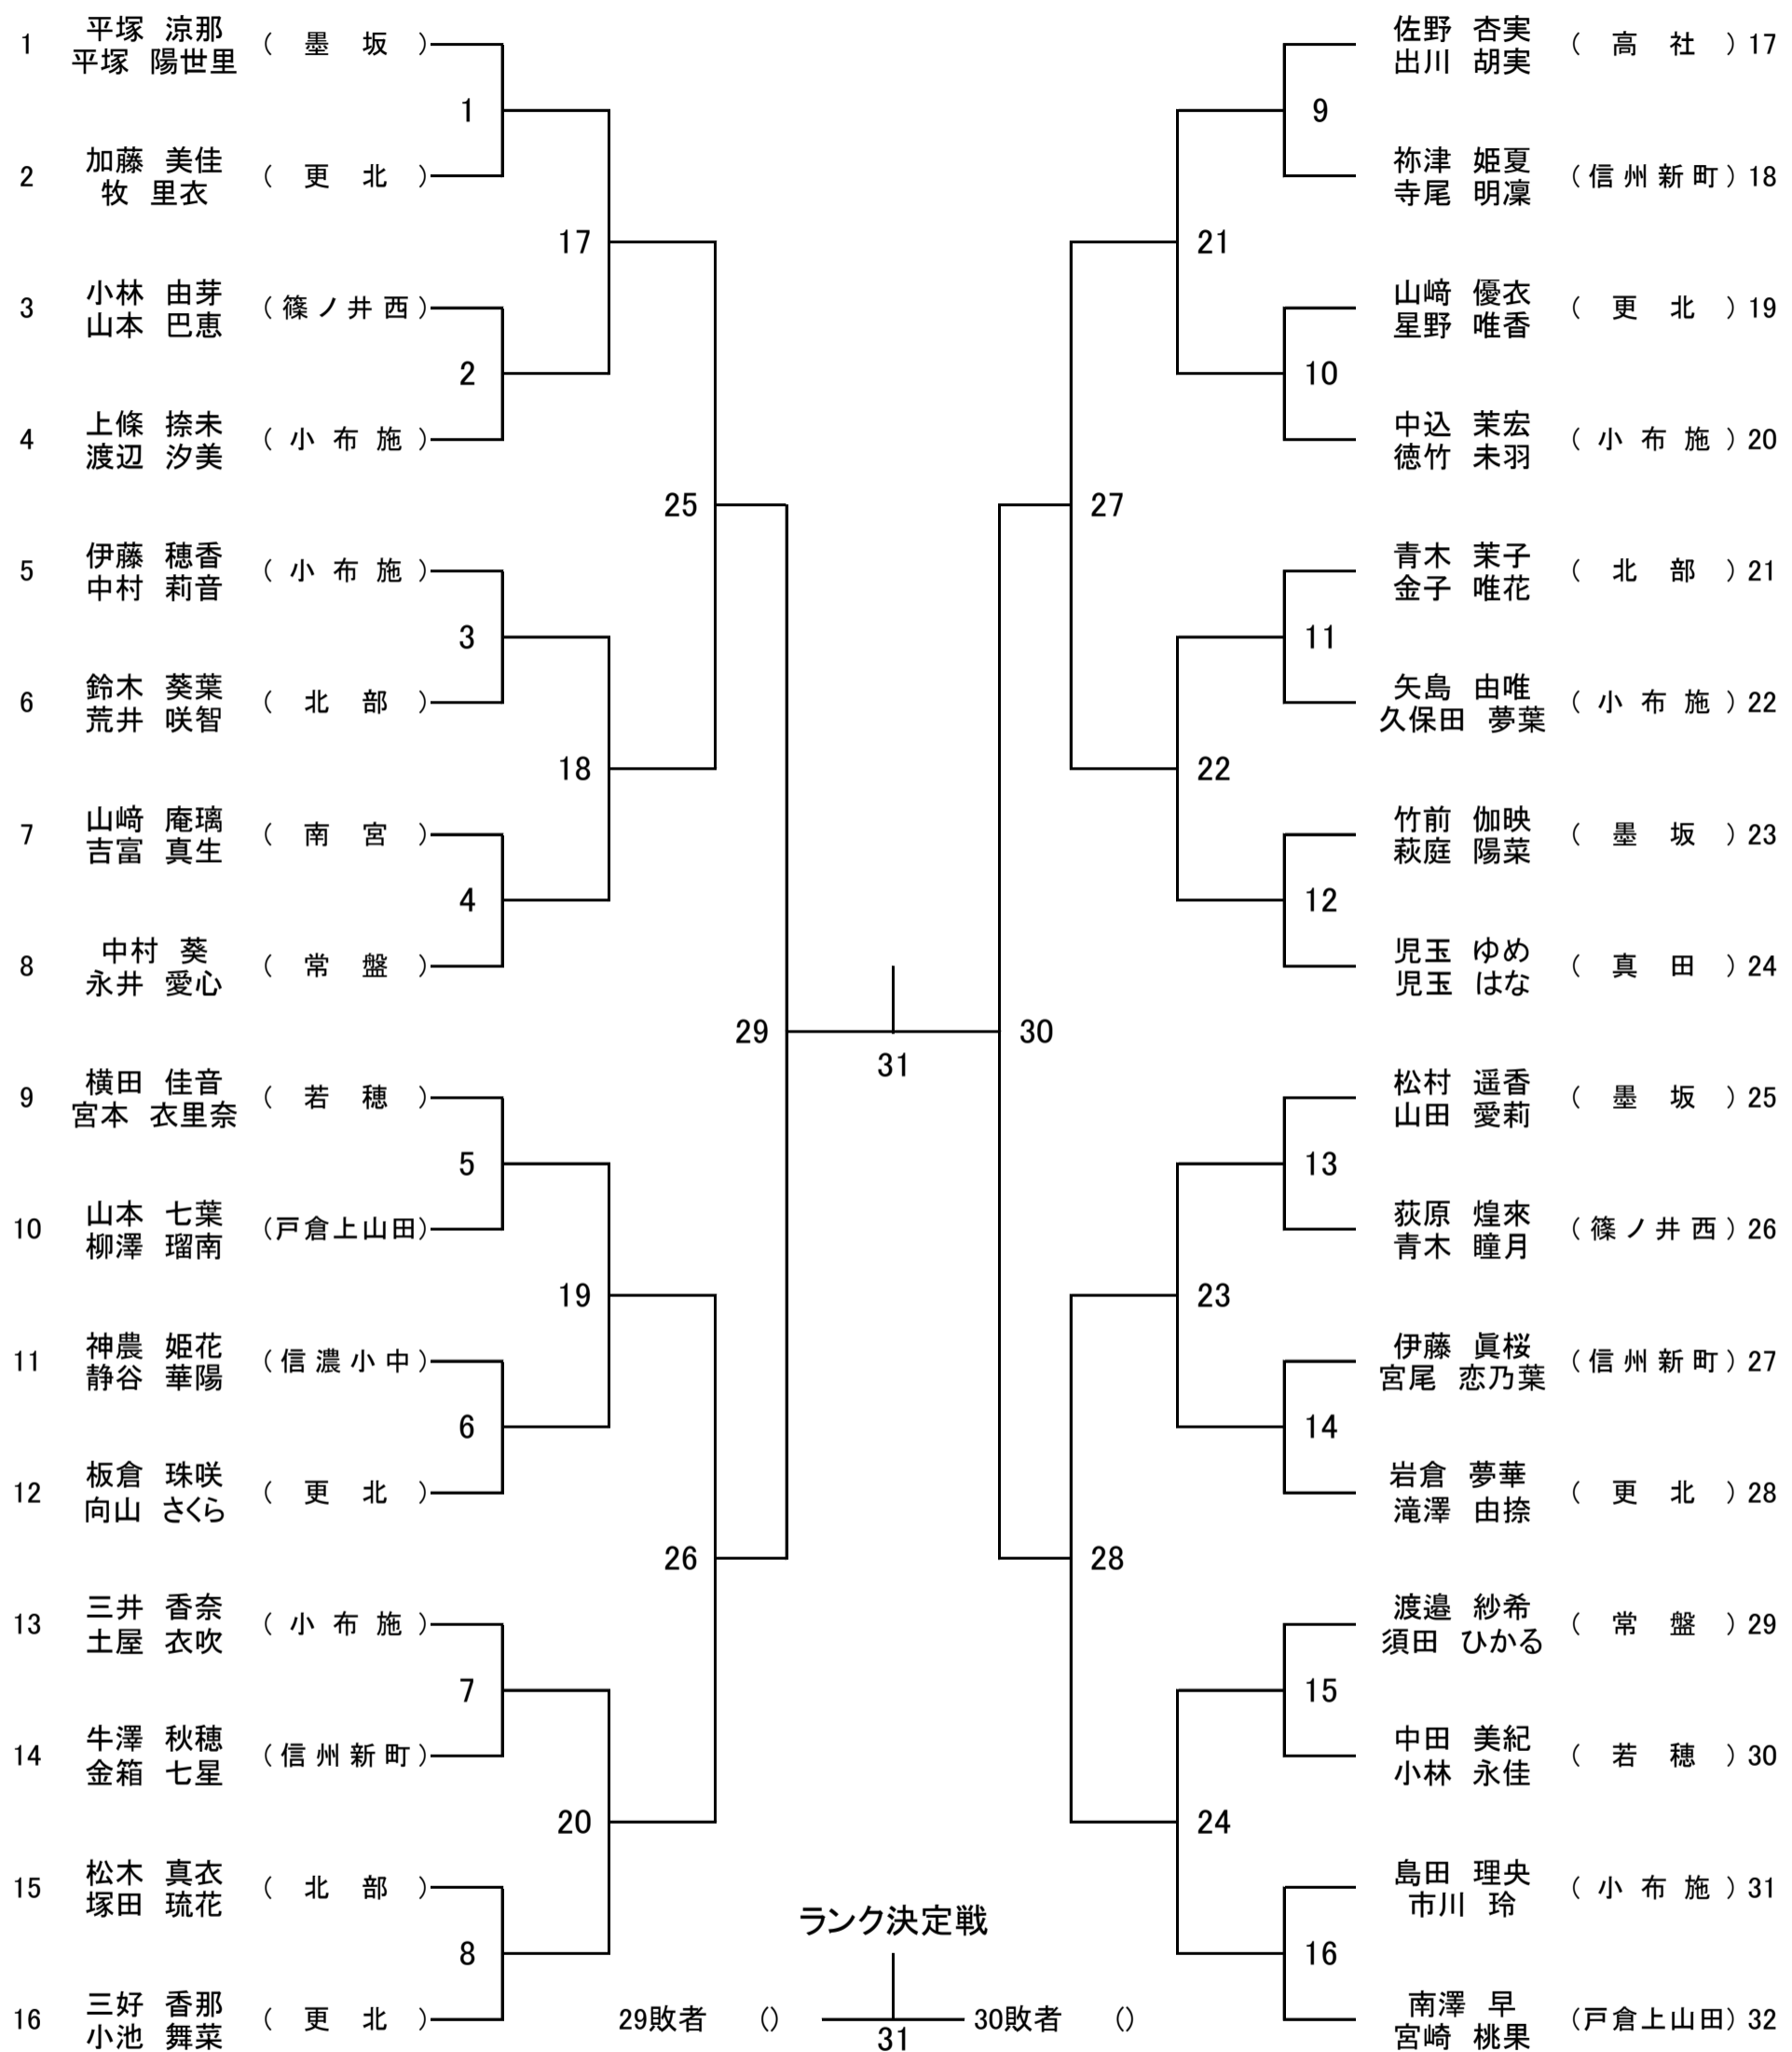 1 平塚 涼那 (墨坂)
平塚 陽世里
1
2 加藤 美佳 (更北)
牧 里衣
17
3 小林 由芽 (篠ノ井西)
山本 巴恵
2
4 上條 捺未 (小布施)
渡辺 汐美
25
5 伊藤 穂香 (小布施)
中村 莉音
3
6 鈴木 葵葉 (北部)
荒井 咲智
18
7 山﨑 庵璃 (南宮)
吉富 真生
4
8 中村 葵 (常盤)
永井 愛心
29
9 横田 佳音 (若穂)
宮本 衣里奈
5
10 山本 七葉 (戸倉上山田)
柳澤 瑠南
19
11 神農 姫花 (信濃小中)
静谷 華陽
6
12 板倉 珠咲 (更北)
向山 さくら
26
13 三井 香奈 (小布施)
土屋 衣吹
7
14 牛澤 秋穂 (信州新町)
金箱 七星
20
15 松木 真衣 (北部)
塚田 琉花
8
16 三好 香那 (更北)
小池 舞菜
31
佐野 杏実 (高社) 17
出川 胡実
9
祢津 姫夏 (信州新町) 18
寺尾 明凜
21
山﨑 優衣 (更北) 19
星野 唯香
10
中込 茉宏 (小布施) 20
徳竹 未羽
27
青木 茉子 (北部) 21
金子 唯花
11
矢島 由唯 (小布施) 22
久保田 夢葉
22
竹前 伽映 (墨坂) 23
萩庭 陽菜
12
児玉 ゆめ (真田) 24
児玉 はな
30
松村 遥香 (墨坂) 25
山田 愛莉
13
荻原 煌來 (篠ノ井西) 26
青木 瞳月
23
伊藤 眞桜 (信州新町) 27
宮尾 恋乃葉
14
岩倉 夢華 (更北) 28
滝澤 由捺
28
渡邉 紗希 (常盤) 29
須田 ひかる
15
中田 美紀 (若穂) 30
小林 永佳
24
島田 理央 (小布施) 31
市川 玲
16
南澤 早 (戸倉上山田) 32
宮崎 桃果
ランク決定戦
29敗者 () 30敗者 ()
31